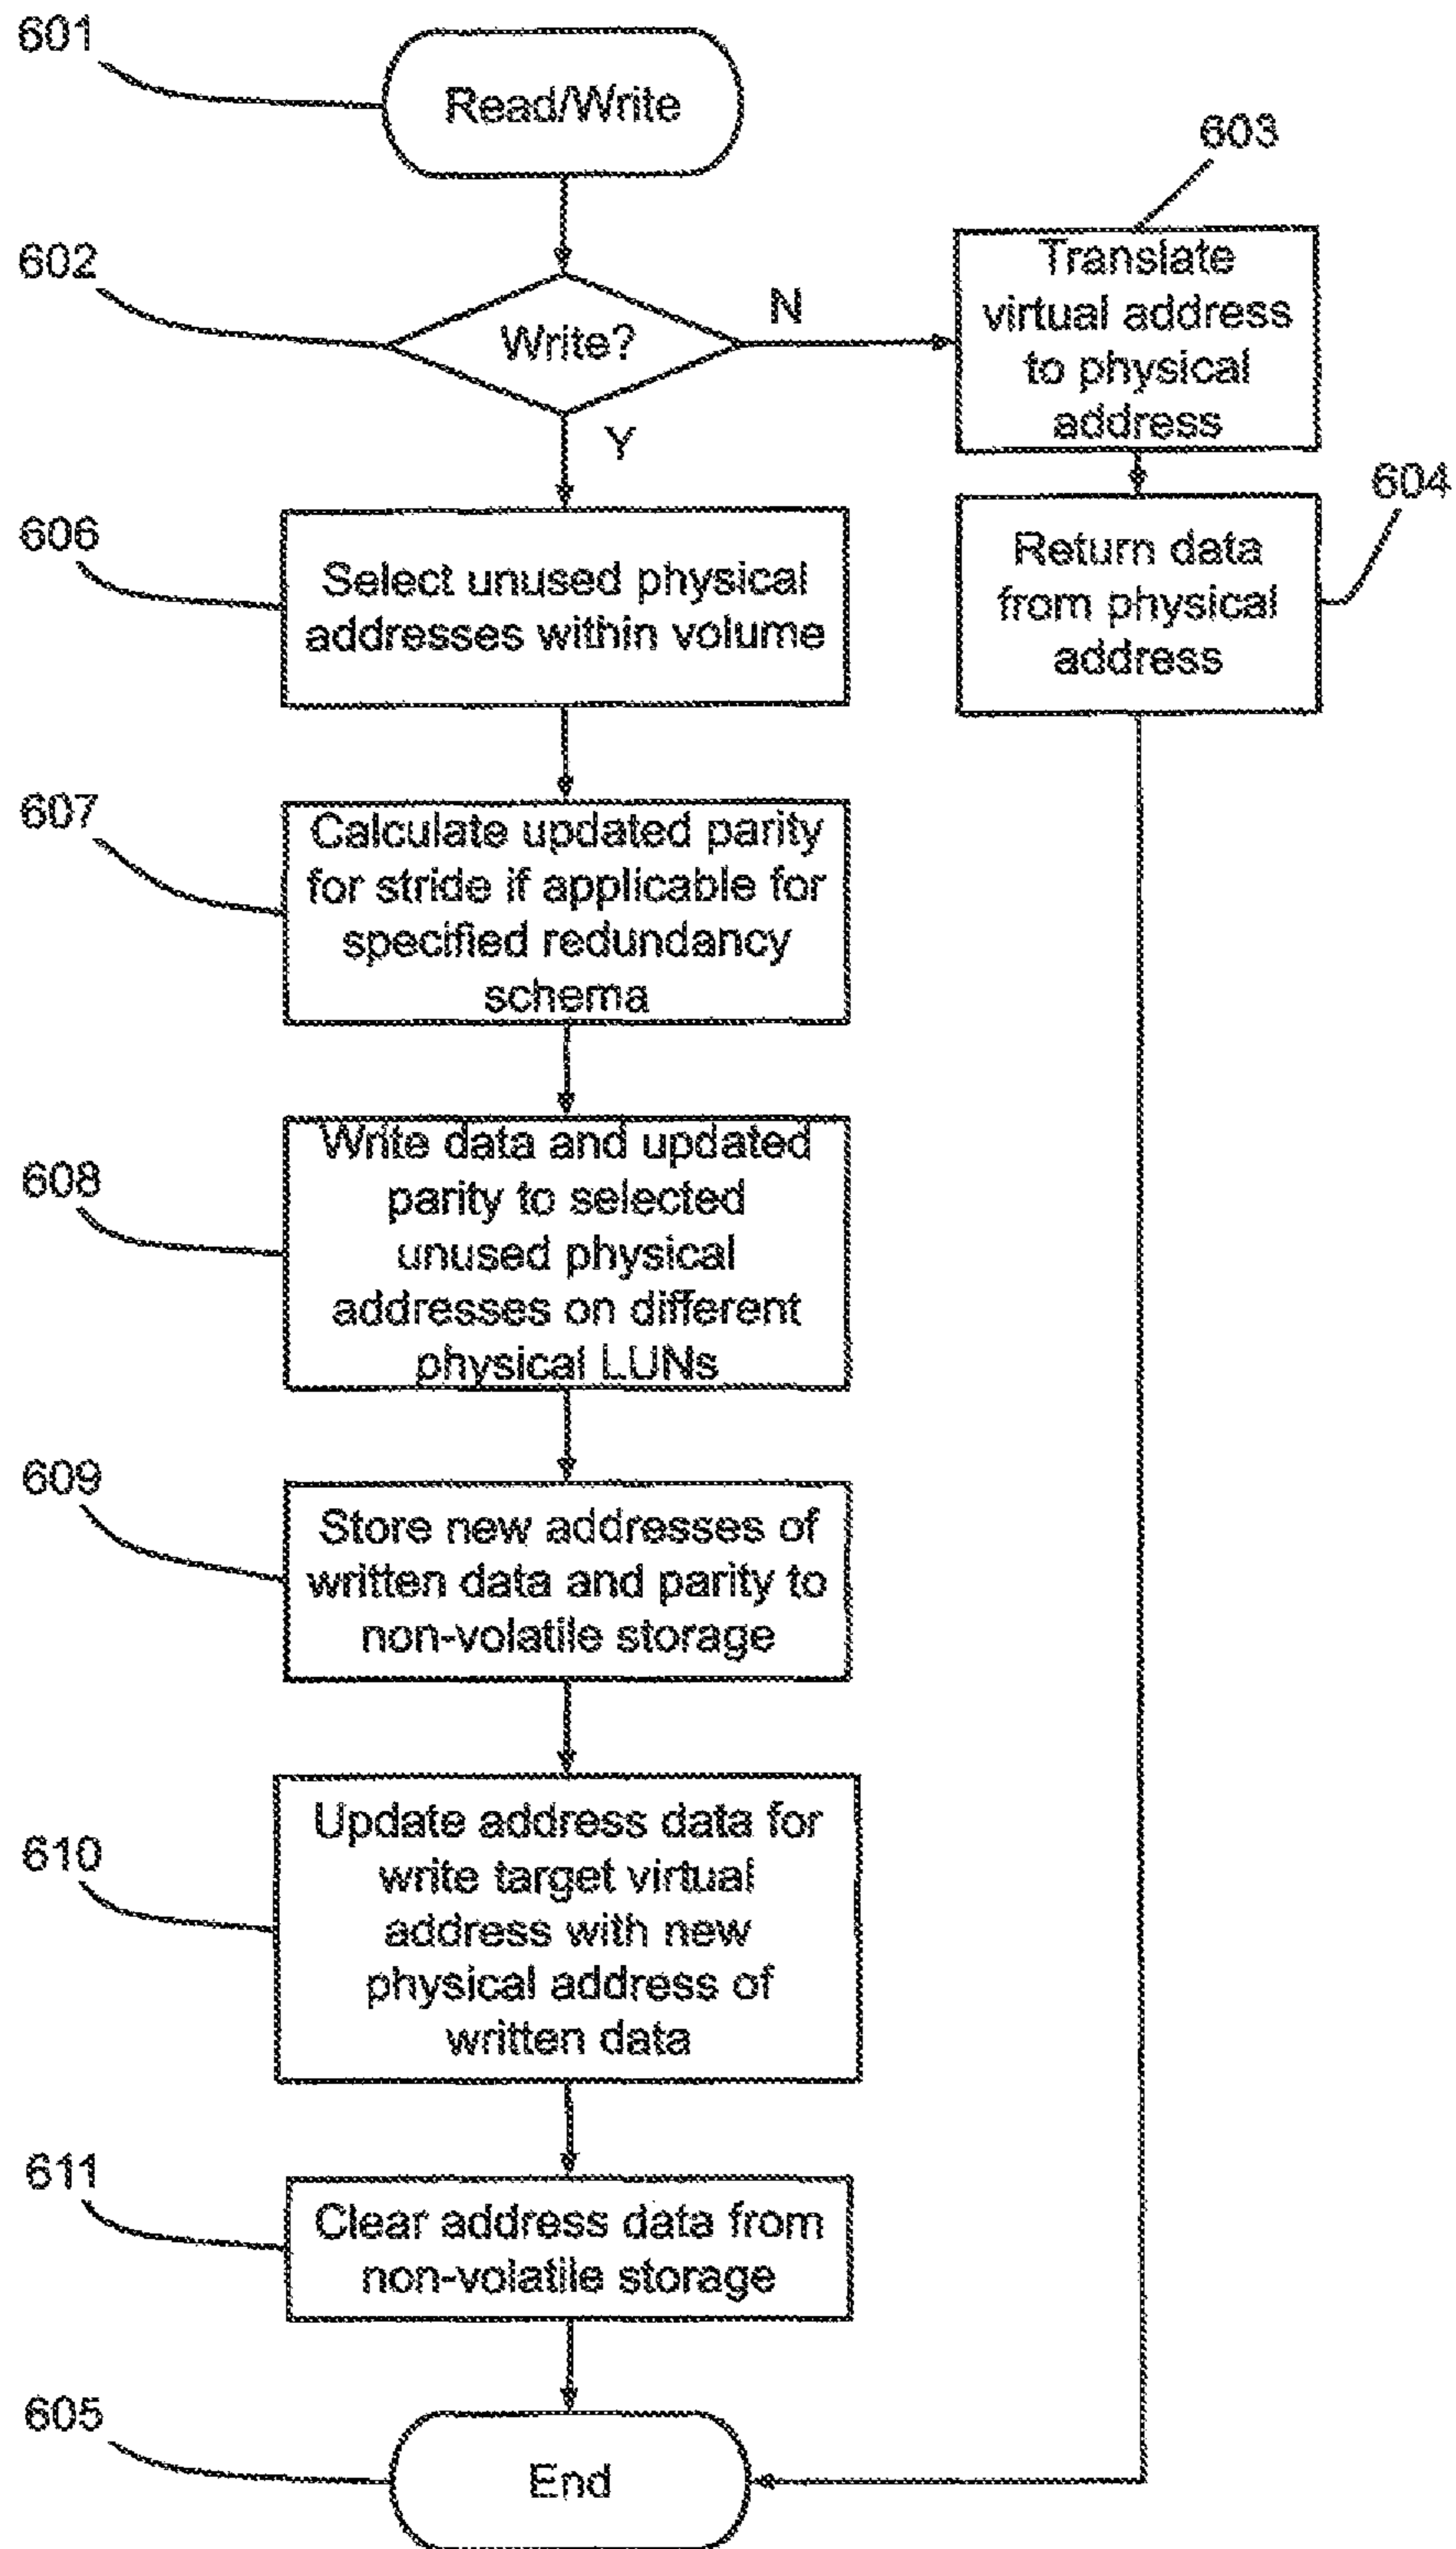 601
Read/Write
603
602
Write?
N
Translate
virtual address
to physical
address
Y
604
606
Select unused physical
addresses within volume
Return data
from physical
address
607
Calculate updated parity
for stride if applicable for
specified redundancy
schema
608
Write data and updated
parity to selected
unused physical
addresses on different
physical LUNs
609
Store new addresses of
written data and parity to
non-volatile storage
610
Update address data for
write target virtual
address with new
physical address of
written data
611
Clear address data from
non-volatile storage
605
End